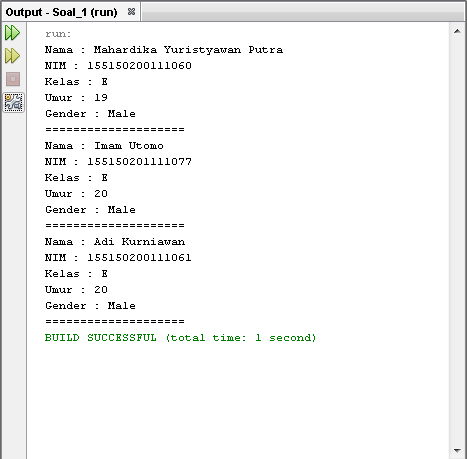 Output - Soal_1 (run)
run:
Nama : Mahardika Yuristyawan Putra
NIM : 155150200111060
Kelas : E
Umur : 19
Gender : Male
====================
Nama : Imam Utomo
NIM : 155150201111077
Kelas : E
Umur : 20
Gender : Male
====================
Nama : Adi Kurniawan
NIM : 155150200111061
Kelas : E
Umur : 20
Gender : Male
====================
BUILD SUCCESSFUL (total time: 1 second)